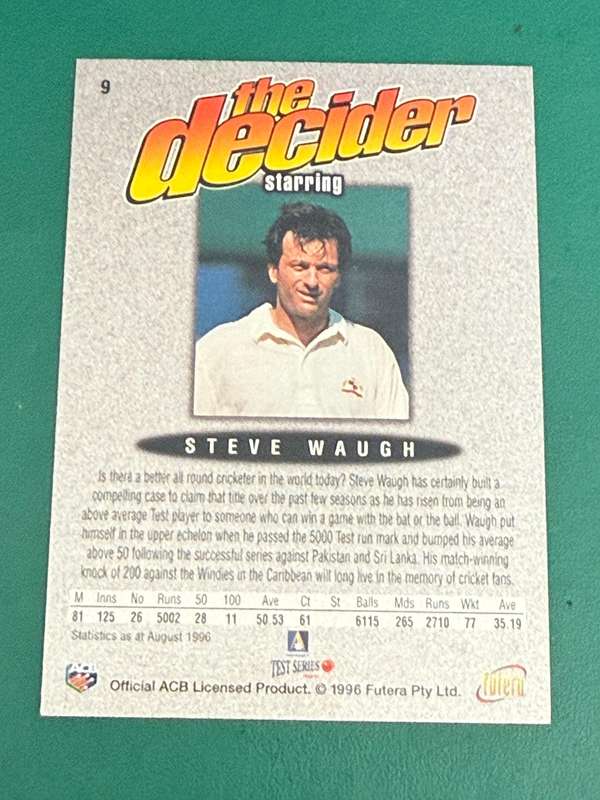 9
the
decider
starring
STEVE WAUGH
Is there a better all round cricketer in the world today? Steve Waugh has certainly built a
compelling case to claim that title over the past few seasons as he has risen from being an
above average Test player to someone who can win a game with the bat or the ball. Waugh put
himself in the upper echelon when he passed the 5000 Test run mark and bumped his average
above 50 following the successful series against Pakistan and Sri Lanka. His match-winning
knock of 200 against the Windies in the Caribbean will long live in the memory of cricket fans.
M Inns No Runs 50 100 Ave Ct St Balls Mds Runs Wkt Ave
81 125 26 5002 28 11 50.53 61 6115 265 2710 77 35.19
Statistics as at August 1996
TEST SERIES
ACB
Official ACB Licensed Product. © 1996 Futera Pty Ltd.
futera